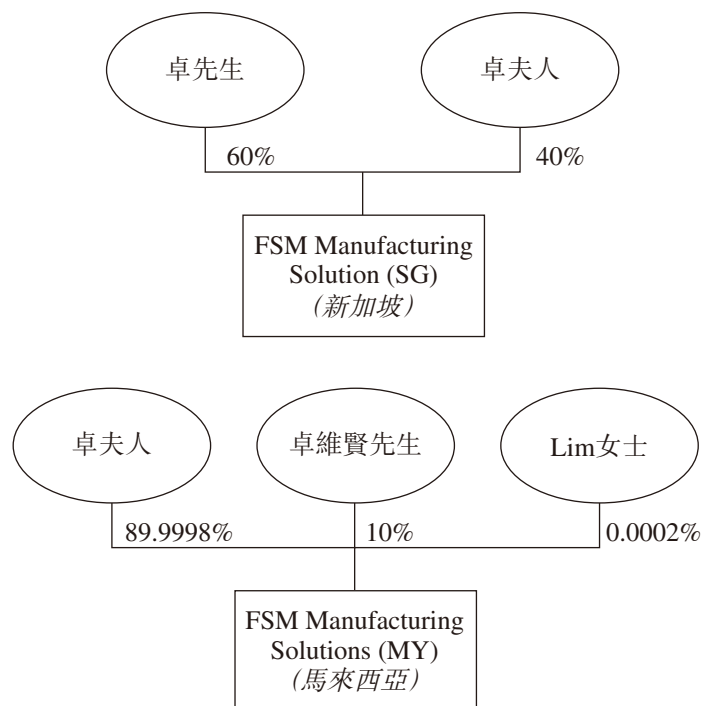 卓先生
卓夫人
60%
40%
FSM Manufacturing
Solution (SG)
(新加坡)
卓夫人
卓維賢先生
Lim女士
89.9998%
10%
0.0002%
FSM Manufacturing
Solutions (MY)
(馬來西亞)